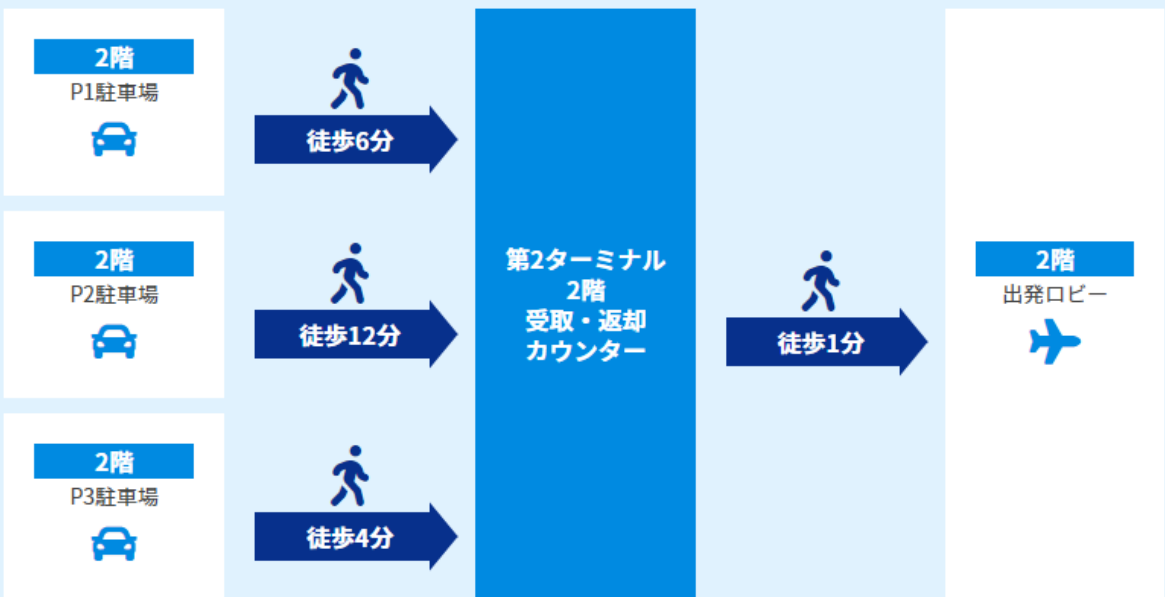 2階
P1駐車場
徒歩6分
2階
P2駐車場
徒歩12分
2階
P3駐車場
徒歩4分
第2ターミナル
2階
受取・返却
カウンター
徒歩1分
2階
出発ロビー